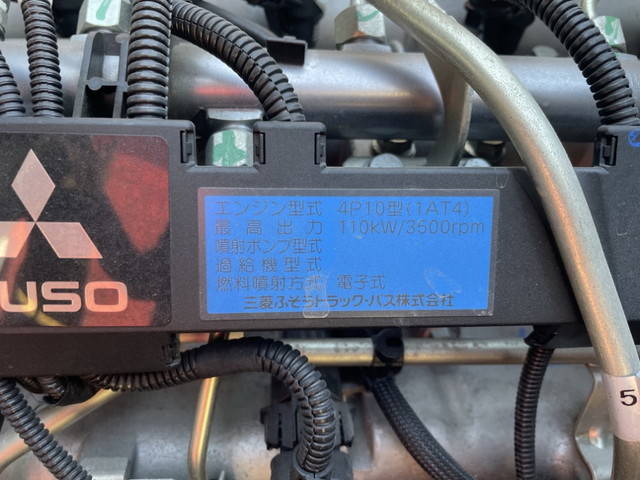 エンジン型式 4P10型(1AT4)
最高出力 110kW/3500rpm
噴射ポンプ型式
過給機型式
燃料噴射方式 電子式
三菱ふそうトラック・バス株式会社
USO
5